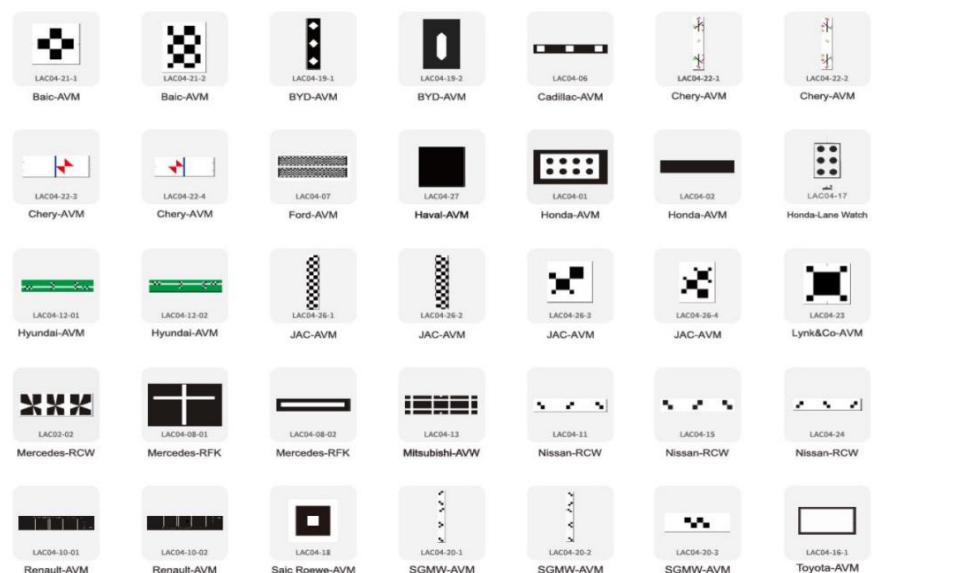 LAC04-21-1 LAC04-21-2 LAC04-19-1 LAC04-19-2 LAC04-06 LAC04-22-1 LAC04-22-2
Baic-AVM Baic-AVM BYD-AVM BYD-AVM Cadillac-AVM Chery-AVM Chery-AVM
LAC04-22-3 LAC04-22-4 LAC04-07 LAC04-27 LAC04-01 LAC04-02 LAC04-17
Chery-AVM Chery-AVM Ford-AVM Haval-AVM Honda-AVM Honda-AVM Honda-Lane Watch
LAC04-12-01 LAC04-12-02 LAC04-26-1 LAC04-26-2 LAC04-26-3 LAC04-26-4 LAC04-23
Hyundai-AVM Hyundai-AVM JAC-AVM JAC-AVM JAC-AVM JAC-AVM Lynk&Co-AVM
LAC02-02 LAC04-08-01 LAC04-08-02 LAC04-13 LAC04-11 LAC04-15 LAC04-24
Mercedes-RCW Mercedes-RFK Mercedes-RFK Mitsubishi-AVW Nissan-RCW Nissan-RCW Nissan-RCW
LAC04-10-01 LAC04-10-02 LAC04-18 LAC04-20-1 LAC04-20-2 LAC04-20-3 LAC04-16-1
Renault-AVM Renault-AVM Saic Roewe-AVM SGMW-AVM SGMW-AVM SGMW-AVM Toyota-AVM